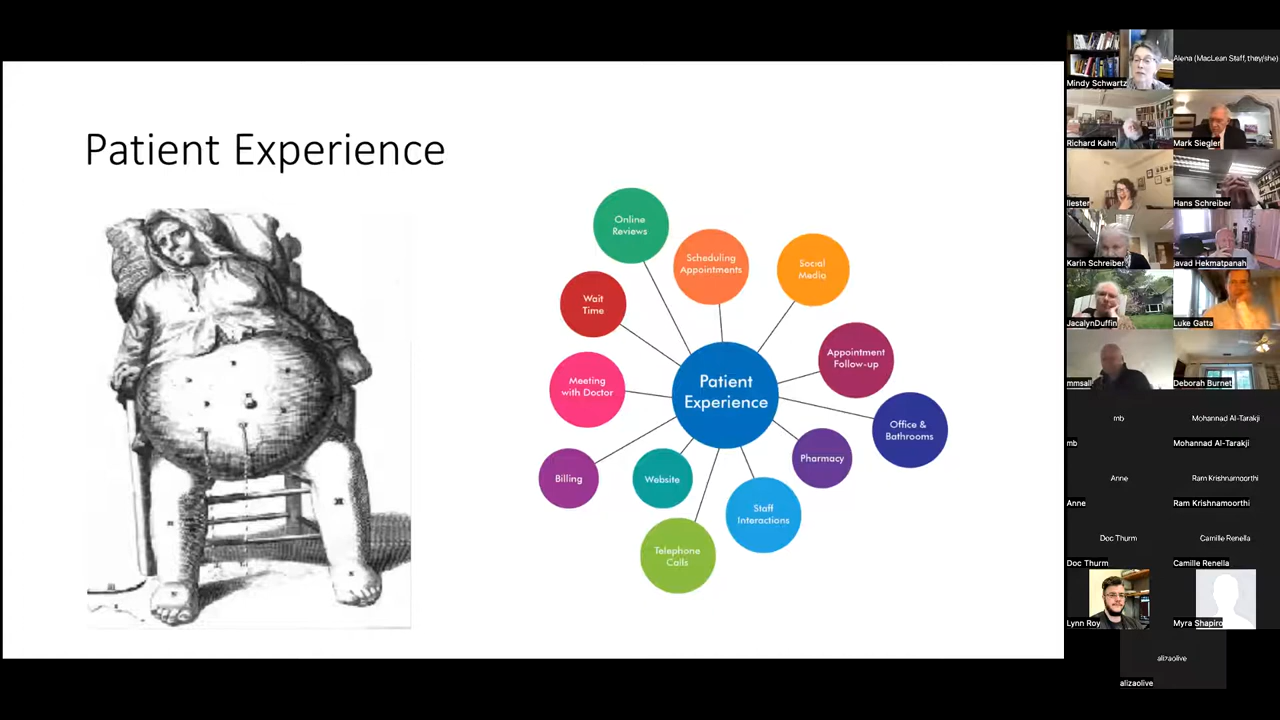 Patient Experience
Online
Reviews
Scheduling
Appointments
Social
Media
Wait
Time
Appointment
Follow-up
Meeting
with Doctor
Patient
Experience
Office &
Bathrooms
Pharmacy
Billing
Website
Staff
Interactions
Telephone
Calls
Mindy Schwartz
Alena (MacLean Staff, they/she)
Richard Kahn
Mark Siegler
llester
Hans Schreiber
Karin Schreiber
javad Hekmatpanah
JacalynDuffin
Luke Gatta
mmsall
Deborah Burnet
mb
mb
Mohannad Al-Tarakji
Mohannad Al-Tarakji
Anne
Anne
Ram Krishnamoorthi
Ram Krishnamoorthi
Doc Thurm
Doc Thurm
Camille Renella
Camille Renella
Lynn Roy
Myra Shapiro
alizaolive
alizaolive